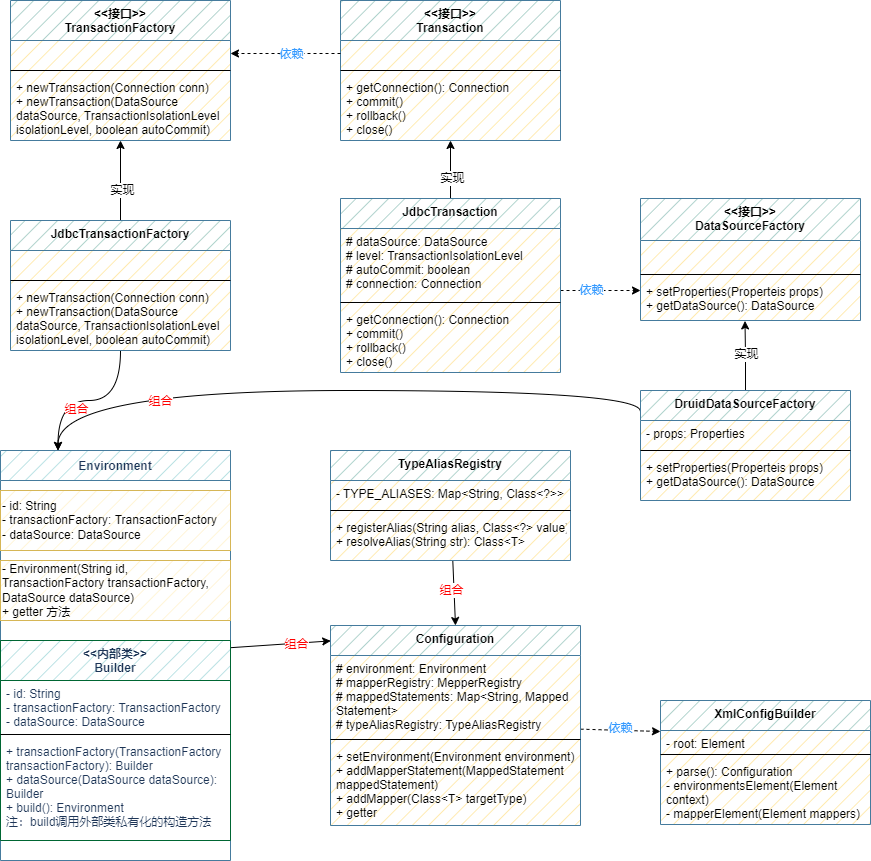 <<接口>>
TransactionFactory
+ newTransaction(Connection conn)
+ newTransaction(DataSource
dataSource, TransactionIsolationLevel
isolationLevel, boolean autoCommit)
依赖
<<接口>>
Transaction
+ getConnection(): Connection
+ commit()
+ rollback()
+ close()
实现
实现
JdbcTransactionFactory
+ newTransaction(Connection conn)
+ newTransaction(DataSource
dataSource, TransactionIsolationLevel
isolationLevel, boolean autoCommit)
JdbcTransaction
# dataSource: DataSource
# level: TransactionIsolationLevel
# autoCommit: boolean
# connection: Connection
+ getConnection(): Connection
+ commit()
+ rollback()
+ close()
依赖
<<接口>>
DataSourceFactory
+ setProperties(Properteis props)
+ getDataSource(): DataSource
实现
组合
组合
DruidDataSourceFactory
- props: Properties
+ setProperties(Properteis props)
+ getDataSource(): DataSource
Environment
- id: String
- transactionFactory: TransactionFactory
- dataSource: DataSource
- Environment(String id,
TransactionFactory transactionFactory,
DataSource dataSource)
+ getter 方法
<<内部类>>
Builder
- id: String
- transactionFactory: TransactionFactory
- dataSource: DataSource
+ transactionFactory(TransactionFactory
transactionFactory): Builder
+ dataSource(DataSource dataSource):
Builder
+ build(): Environment
注：build调用外部类私有化的构造方法
TypeAliasRegistry
- TYPE_ALIASES: Map<String, Class<?>>
+ registerAlias(String alias, Class<?> value)
+ resolveAlias(String str): Class<T>
组合
组合
Configuration
# environment: Environment
# mapperRegistry: MepperRegistry
# mappedStatements: Map<String, Mapped
Statement>
# typeAliasRegistry: TypeAliasRegistry
+ setEnvironment(Environment environment)
+ addMapperStatement(MappedStatement
mappedStatement)
+ addMapper(Class<T> targetType)
+ getter
依赖
XmlConfigBuilder
- root: Element
+ parse(): Configuration
- environmentsElement(Element
context)
- mapperElement(Element mappers)